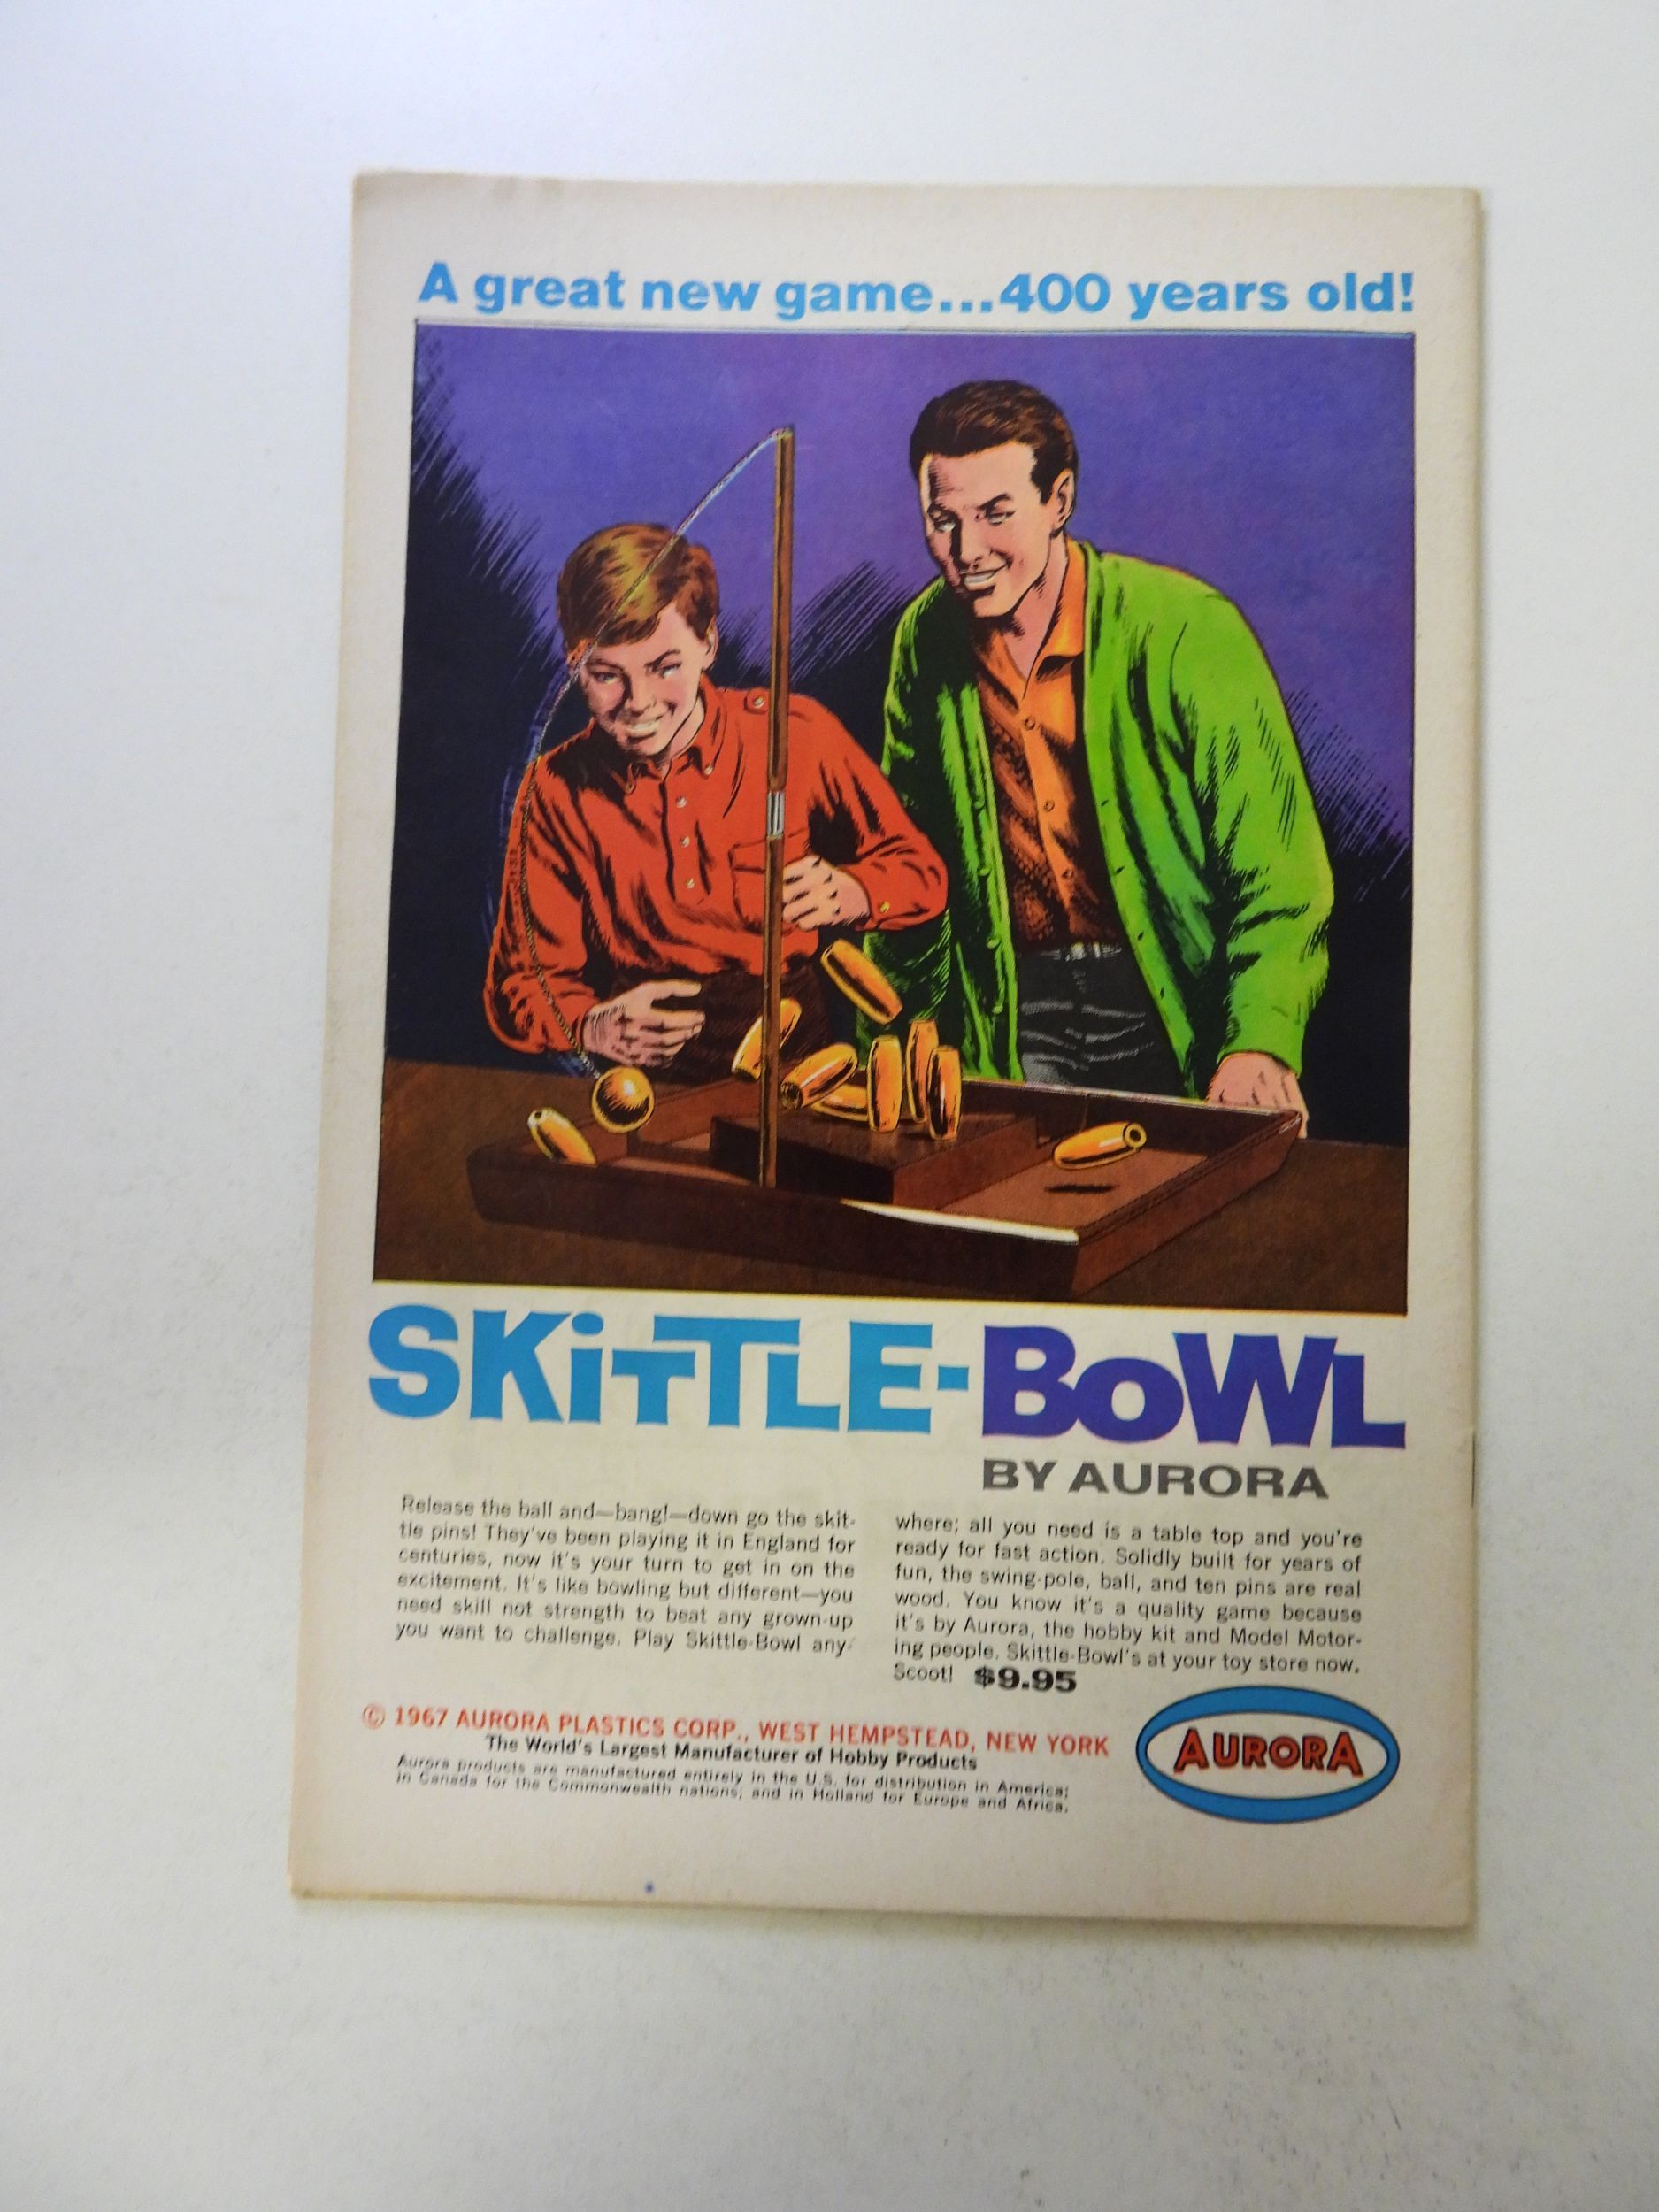 A great new game...400 years old!
SKiTTLE-BoWL
BY AURORA
Release the ball and—bang!—down go the skit-
tle pins! They've been playing it in England for
centuries, now it's your turn to get in on the
excitement. It's like bowling but different—you
need skill not strength to beat any grown-up
you want to challenge. Play Skittle-Bowl any-
where; all you need is a table top and you're
ready for fast action. Solidly built for years of
fun, the swing-pole, ball, and ten pins are real
wood. You know it's a quality game because
it's by Aurora, the hobby kit and Model Motor-
ing people. Skittle-Bowl's at your toy store now.
Scoot! $9.95
© 1967 AURORA PLASTICS CORP., WEST HEMPSTEAD, NEW YORK
The World's Largest Manufacturer of Hobby Products
Aurora products are manufactured entirely in the U.S. for distribution in America;
in Canada for the Commonwealth nations; and in Holland for Europe and Africa.
AURORA